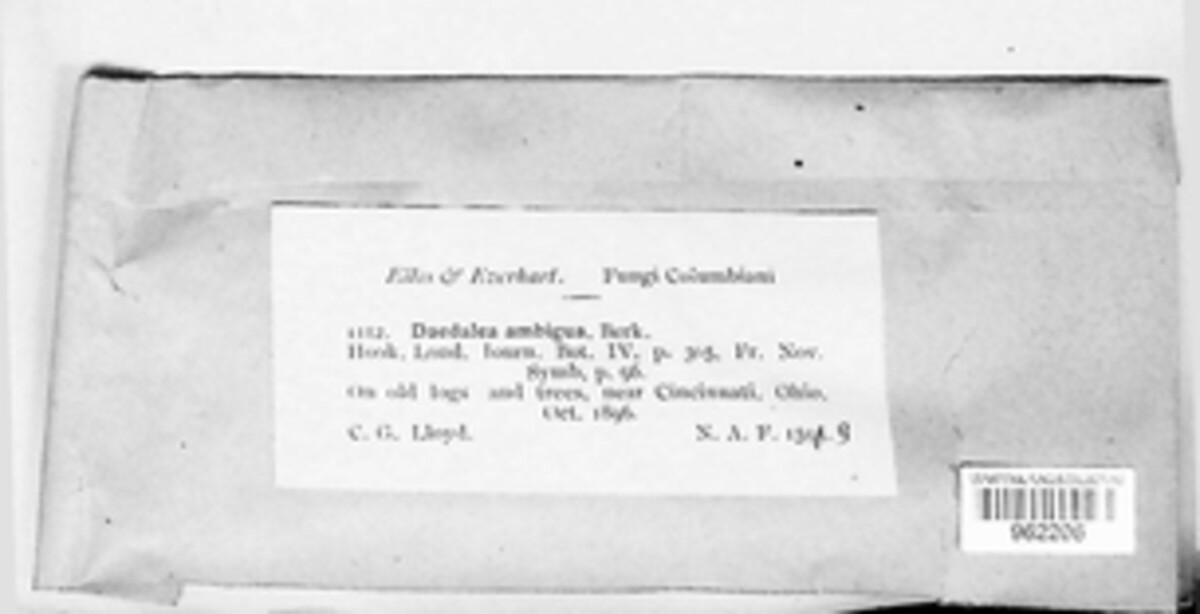 Ellis & Everhart. Fungi Columbiani
1112. Daedalea ambigua, Berk.
Hook, Lond. Journ. Bot. IV, p. 305, Fr. Nov.
Symb, p. 96.
On old logs and trees, near Cincinnati, Ohio,
Oct. 1896.
C. G. Lloyd. N. A. F.
962206